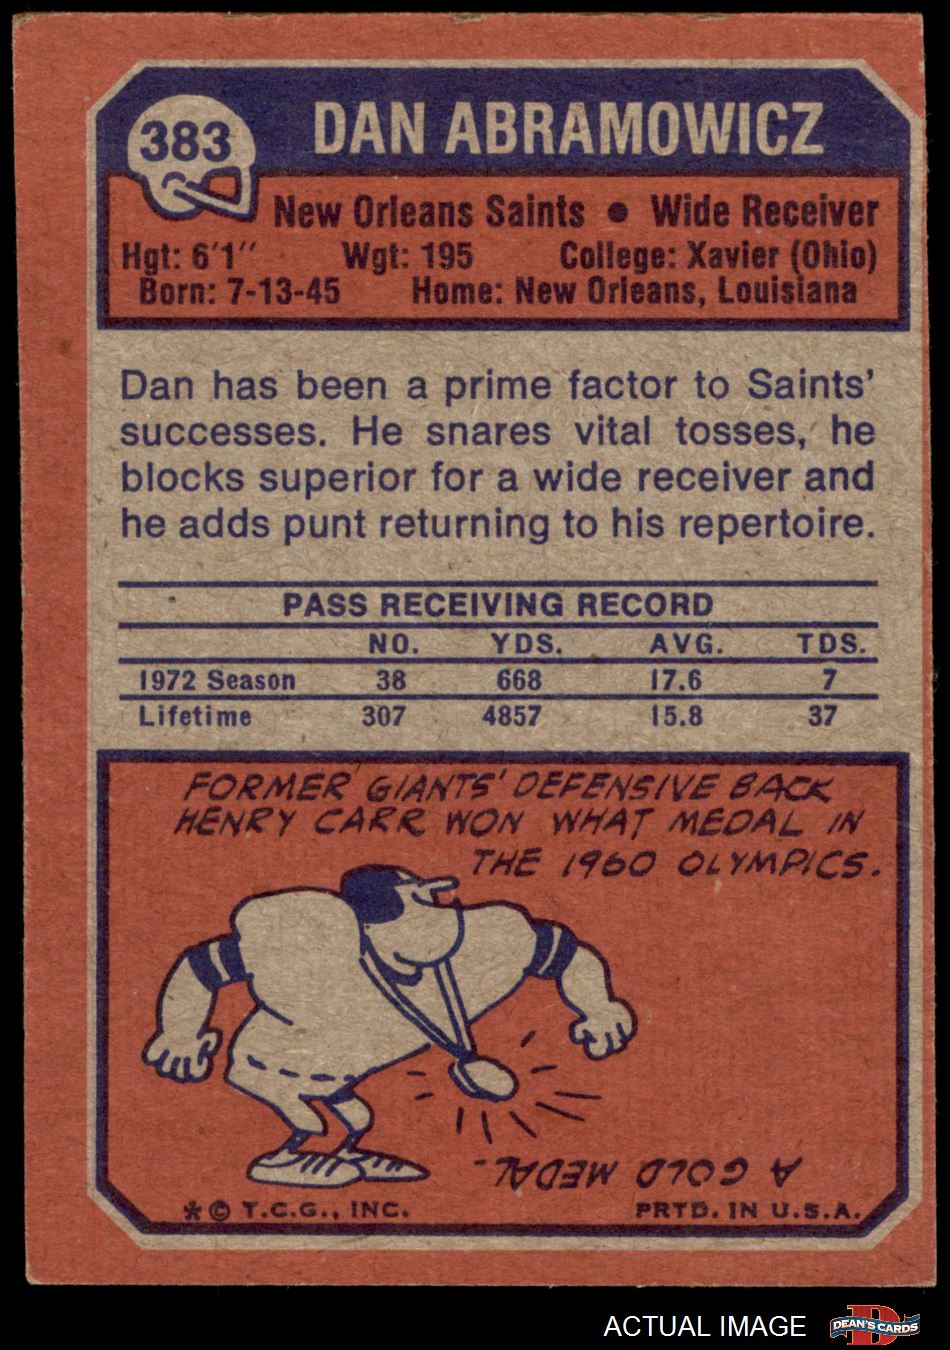 383
DAN ABRAMOWICZ
New Orleans Saints • Wide Receiver
Hgt: 6'1" Wgt: 195 College: Xavier (Ohio)
Born: 7-13-45 Home: New Orleans, Louisiana
Dan has been a prime factor to Saints'
successes. He snares vital tosses, he
blocks superior for a wide receiver and
he adds punt returning to his repertoire.
PASS RECEIVING RECORD
NO. YDS. AVG. TDS.
1972 Season 38 668 17.6 7
Lifetime 307 4857 15.8 37
FORMER GIANTS' DEFENSIVE BACK
HENRY CARR WON WHAT MEDAL IN
THE 1960 OLYMPICS.
A GOLD MEDAL.
* © T.C.G., INC. PRTD. IN U.S.A.
ACTUAL IMAGE
D
DEAN'S CARDS